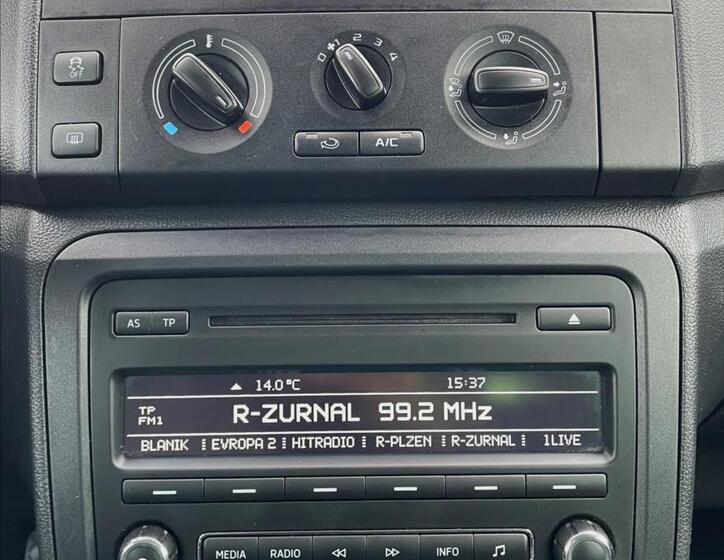 0 1 2 3 4
OFF
A/C
AS TP
14.0°C 15:37
TP
FM1
R-ZURNAL 99.2 MHz
BLANIK EVROPA 2 HITRADIO R-PLZEN R-ZURNAL 1LIVE
MEDIA RADIO INFO